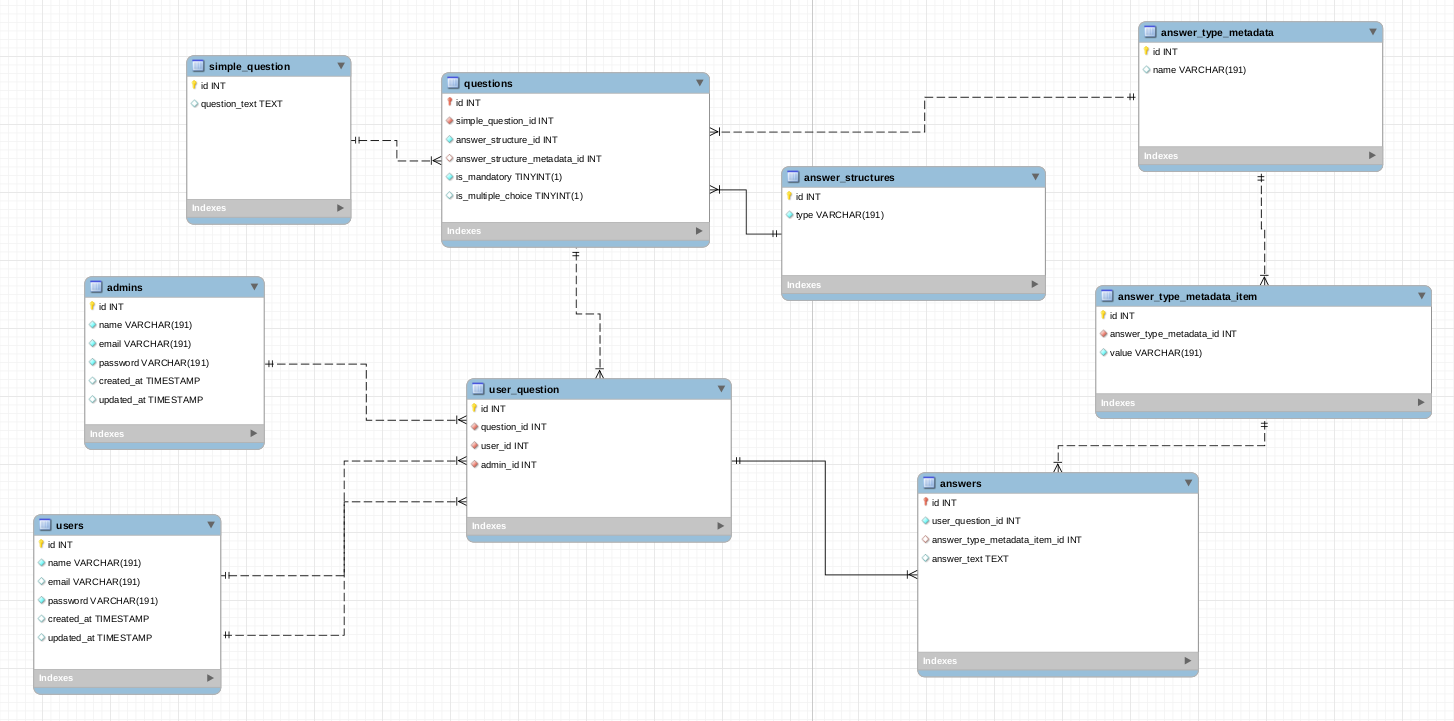 simple_question
id INT
question_text TEXT
Indexes
questions
id INT
simple_question_id INT
answer_structure_id INT
answer_structure_metadata_id INT
is_mandatory TINYINT(1)
is_multiple_choice TINYINT(1)
Indexes
answer_type_metadata
id INT
name VARCHAR(191)
Indexes
answer_structures
id INT
type VARCHAR(191)
Indexes
admins
id INT
name VARCHAR(191)
email VARCHAR(191)
password VARCHAR(191)
created_at TIMESTAMP
updated_at TIMESTAMP
Indexes
answer_type_metadata_item
id INT
answer_type_metadata_id INT
value VARCHAR(191)
Indexes
user_question
id INT
question_id INT
user_id INT
admin_id INT
Indexes
users
id INT
name VARCHAR(191)
email VARCHAR(191)
password VARCHAR(191)
created_at TIMESTAMP
updated_at TIMESTAMP
Indexes
answers
id INT
user_question_id INT
answer_type_metadata_item_id INT
answer_text TEXT
Indexes